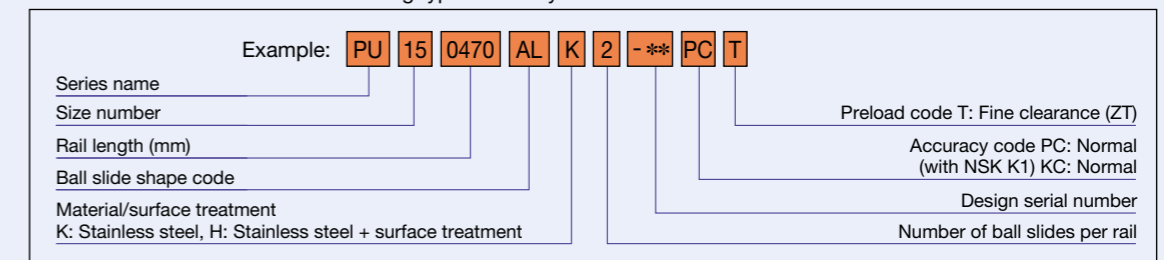 Example: PU 15 0470 AL K 2 -** PC T
Series name
Size number
Preload code T: Fine clearance (ZT)
Rail length (mm)
Accuracy code PC: Normal
(with NSK K1) KC: Normal
Ball slide shape code
Design serial number
Material/surface treatment
K: Stainless steel, H: Stainless steel + surface treatment
Number of ball slides per rail